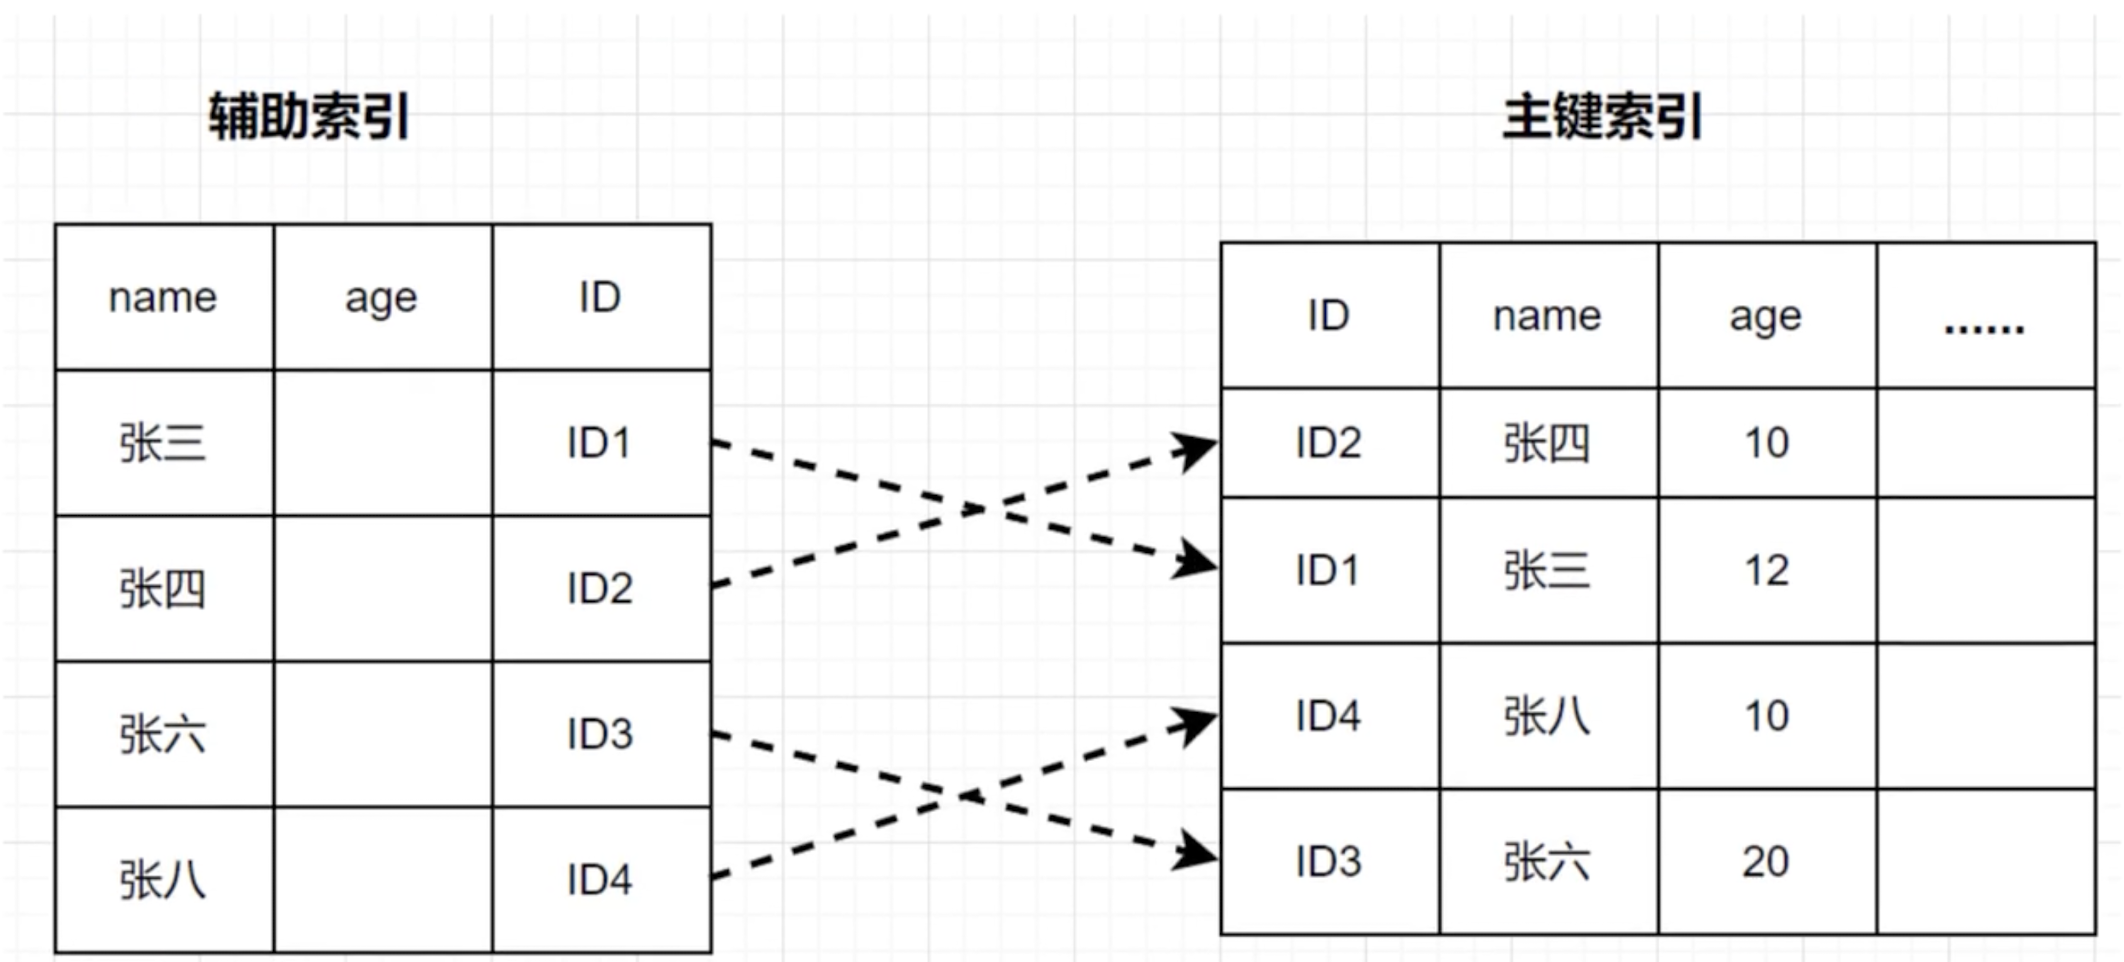 辅助索引
name age ID
张三 ID1
张四 ID2
张六 ID3
张八 ID4
主键索引
ID name age ......
ID2 张四 10
ID1 张三 12
ID4 张八 10
ID3 张六 20